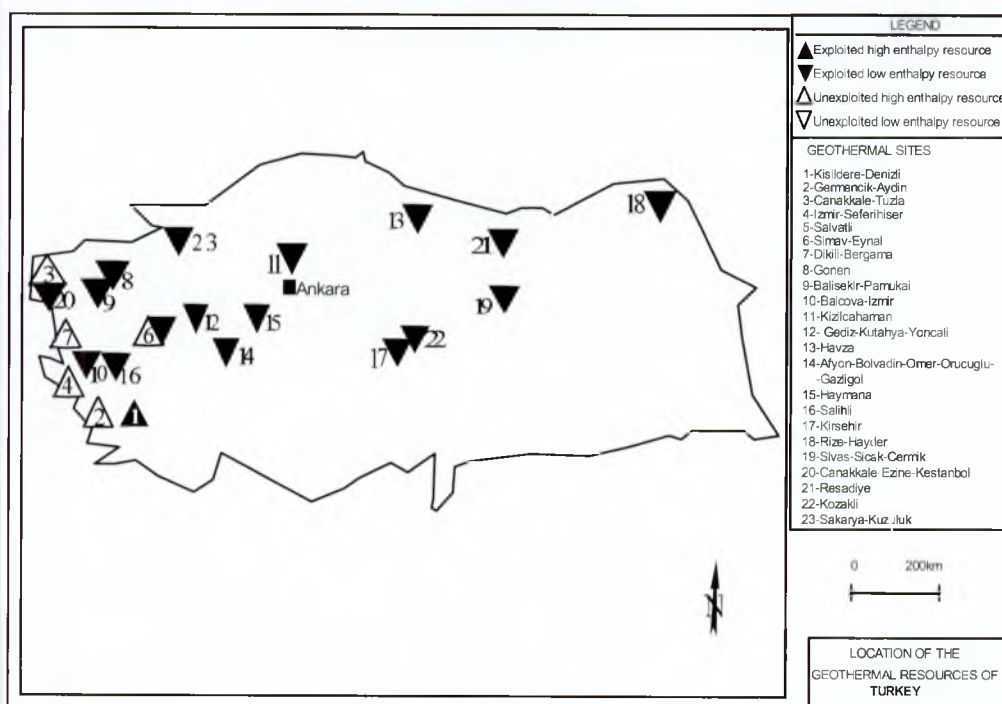 LEGEND
Exploited high enthalpy resource
Exploited low enthalpy resource
Unexploited high enthalpy resource
Unexploited low enthalpy resource
GEOTHERMAL SITES
1-Kisildere-Denizli
2-Germencik-Aydin
3-Canakkale-Tuzla
4-Izmir-Seferihiser
5-Salvatli
6-Simav-Eynal
7-Dikili-Bergama
8-Gonen
9-Balisekir-Pamukai
10-Balcova-Izmir
11-Kizilcahaman
12- Gediz-Kutahya-Yoncali
13-Havza
14-Afyon-Bolvadin-Omer-Orucuglu-
-Gazligol
15-Haymana
16-Salihli
17-Kirsehir
18-Rize-Hayder
19-Sivas-Sicak-Cermik
20-Canakkale-Ezine-Kestanbol
21-Resadiye
22-Kozakli
23-Sakarya-Kuzuluk
18
13
23
21
11
3
8
Ankara
9
20
19
12
15
7
6
22
14
17
10
16
4
2
1
0 200km
N
LOCATION OF THE
GEOTHERMAL RESOURCES OF
TURKEY